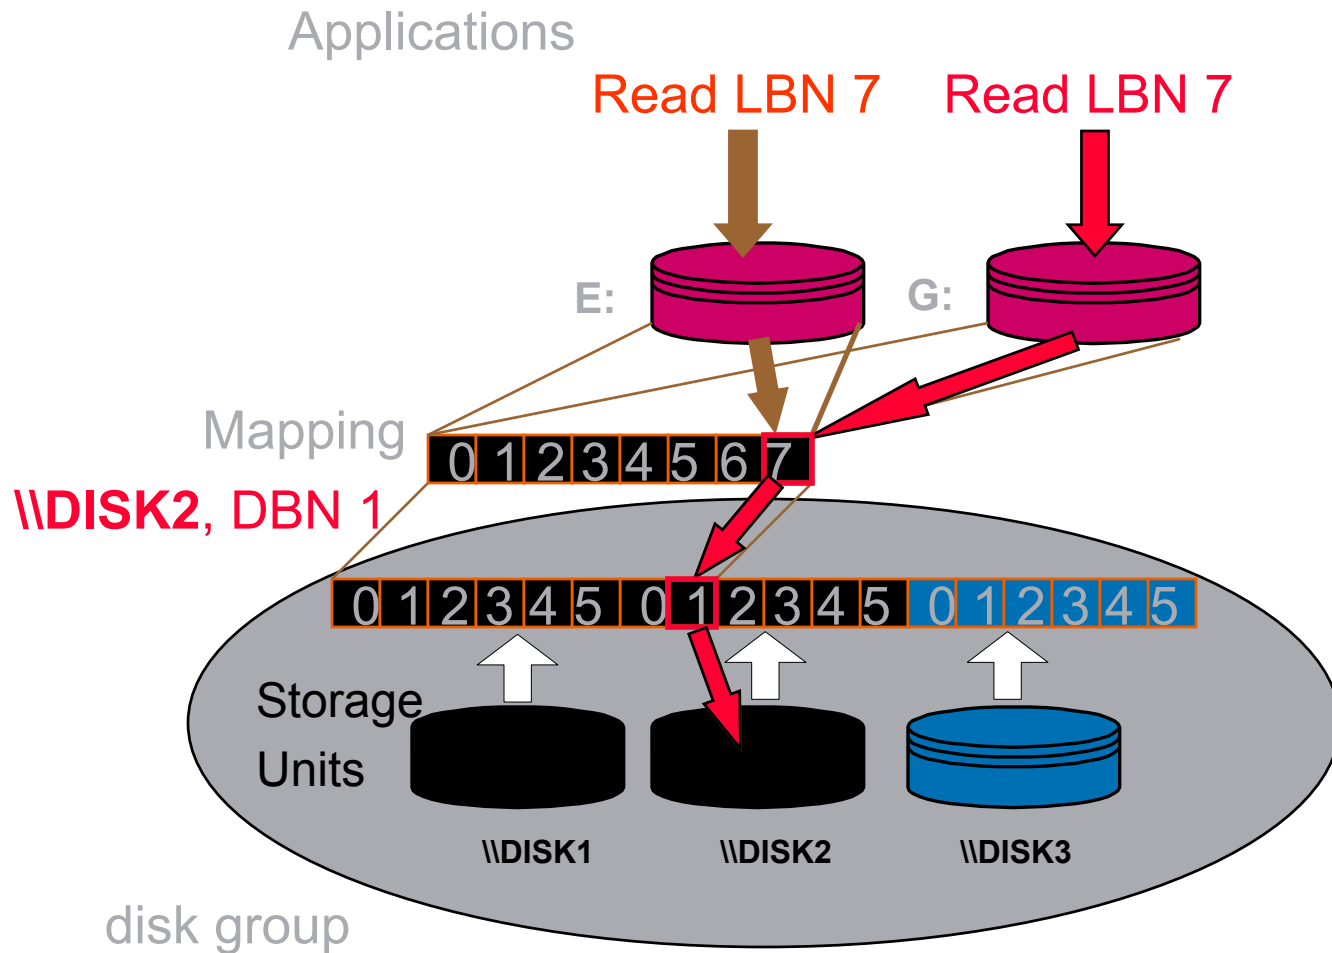 Applications
Read LBN 7 Read LBN 7
E: G:
Mapping
0 1 2 3 4 5 6 7
\\DISK2, DBN 1
0 1 2 3 4 5 0 1 2 3 4 5 0 1 2 3 4 5
Storage
Units
\\DISK1 \\DISK2 \\DISK3
disk group